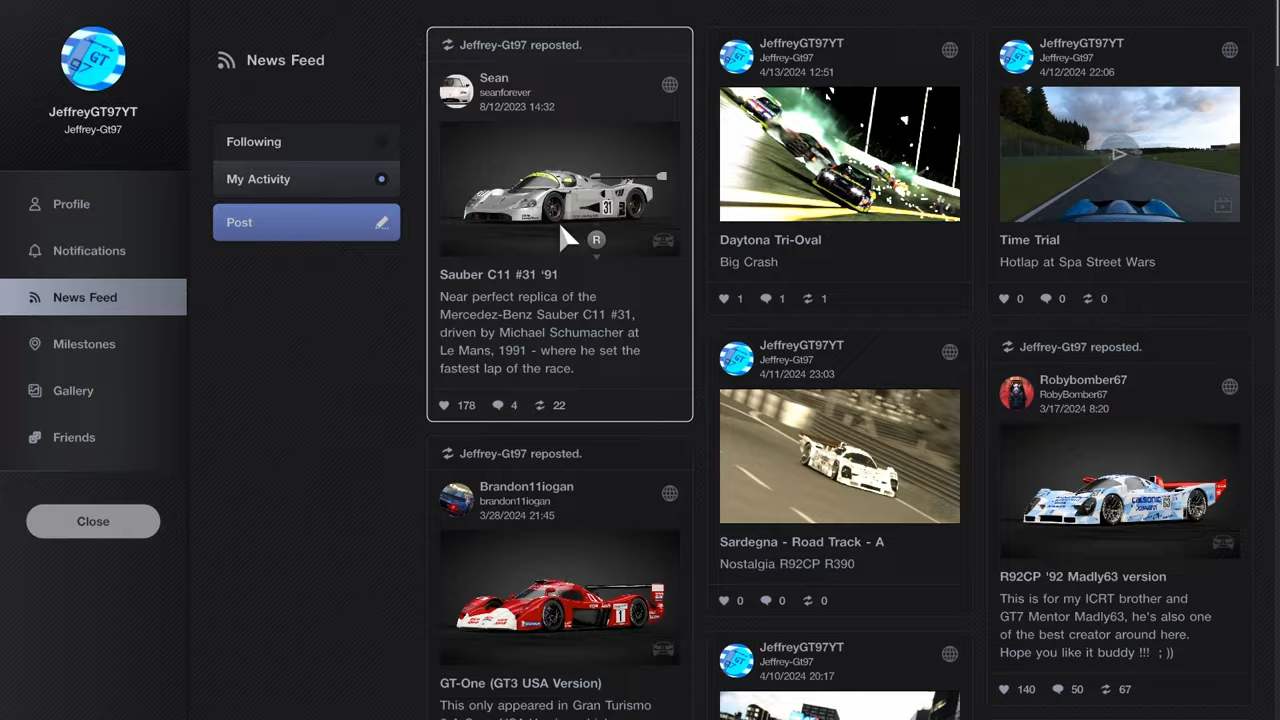 JeffreyGT97YT
Jeffrey-Gt97
Profile
Notifications
News Feed
Milestones
Gallery
Friends
Close
News Feed
Following
My Activity
Post
Jeffrey-Gt97 reposted.
Sean
seanforever
8/12/2023 14:32
31
R
Sauber C11 #31 '91
Near perfect replica of the
Mercedez-Benz Sauber C11 #31,
driven by Michael Schumacher at
Le Mans, 1991 - where he set the
fastest lap of the race.
178 4 22
Jeffrey-Gt97 reposted.
Brandon11iogan
brandon11iogan
3/28/2024 21:45
1
GT-One (GT3 USA Version)
This only appeared in Gran Turismo
JeffreyGT97YT
Jeffrey-Gt97
4/13/2024 12:51
Daytona Tri-Oval
Big Crash
1 1 1
JeffreyGT97YT
Jeffrey-Gt97
4/11/2024 23:03
Sardegna - Road Track - A
Nostalgia R92CP R390
0 0 0
JeffreyGT97YT
Jeffrey-Gt97
4/10/2024 20:17
JeffreyGT97YT
Jeffrey-Gt97
4/12/2024 22:06
Time Trial
Hotlap at Spa Street Wars
0 0 0
Jeffrey-Gt97 reposted.
Robybomber67
RobyBomber67
3/17/2024 8:20
calsonic
R92CP '92 Madly63 version
This is for my ICRT brother and
GT7 Mentor Madly63, he's also one
of the best creator around here.
Hope you like it buddy !!! ; ))
140 50 67